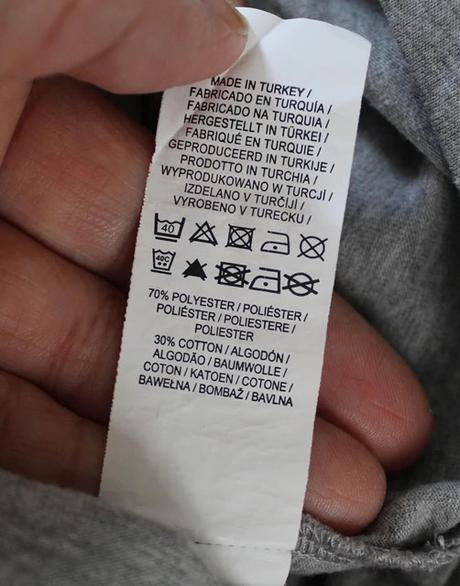 MADE IN TURKEY /
FABRICADO EN TURQUÍA /
FABRICADO NA TURQUIA /
HERGESTELLT IN TÜRKEI /
FABRIQUÉ EN TURQUIE /
GEPRODUCEERD IN TURKIJE /
PRODOTTO IN TURCHIA /
WYPRODUKOWANO W TURCJI /
IZDELANO V TURČIJI /
VYROBENO V TURECKU /
40
40C
70% POLYESTER / POLIÉSTER /
POLIÉSTER / POLIESTERE /
POLIESTER
30% COTTON / ALGODÓN /
ALGODÃO / BAUMWOLLE /
COTON / KATOEN / COTONE /
BAWEŁNA / BOMBAŽ / BAVLNA